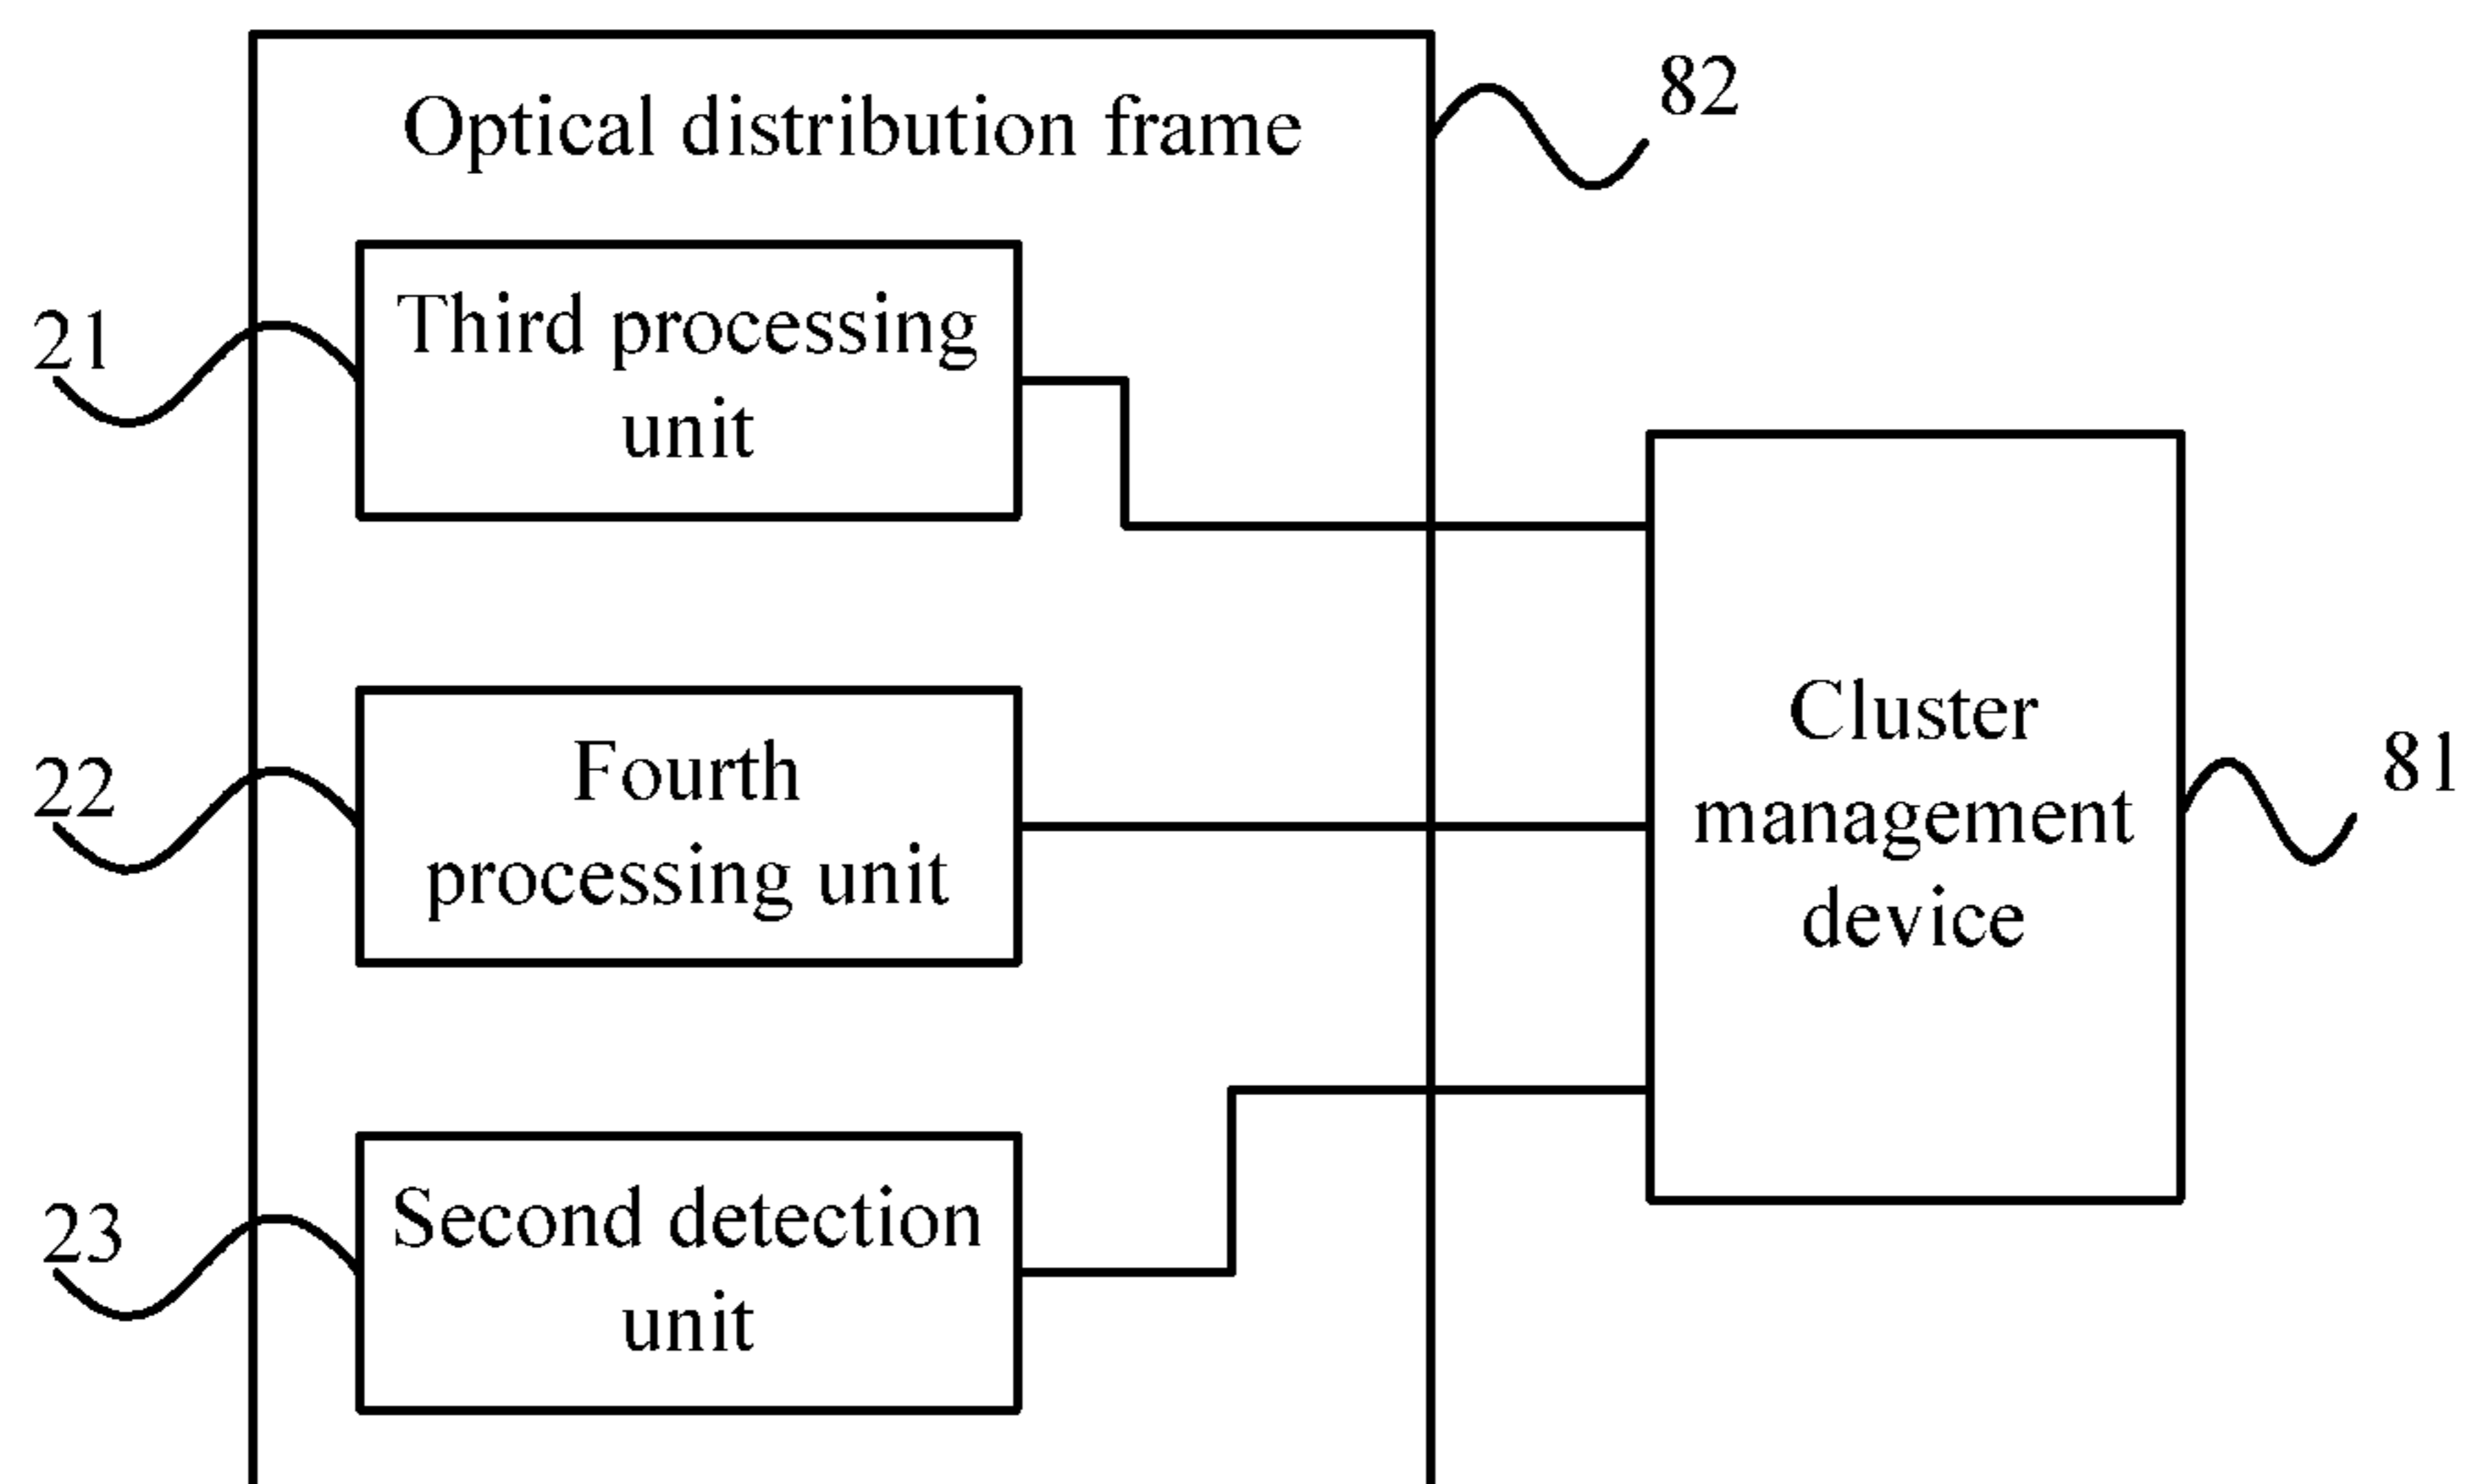 Optical distribution frame
82
21
Third processing
unit
22
Fourth
processing unit
Cluster
management
device
81
23
Second detection
unit